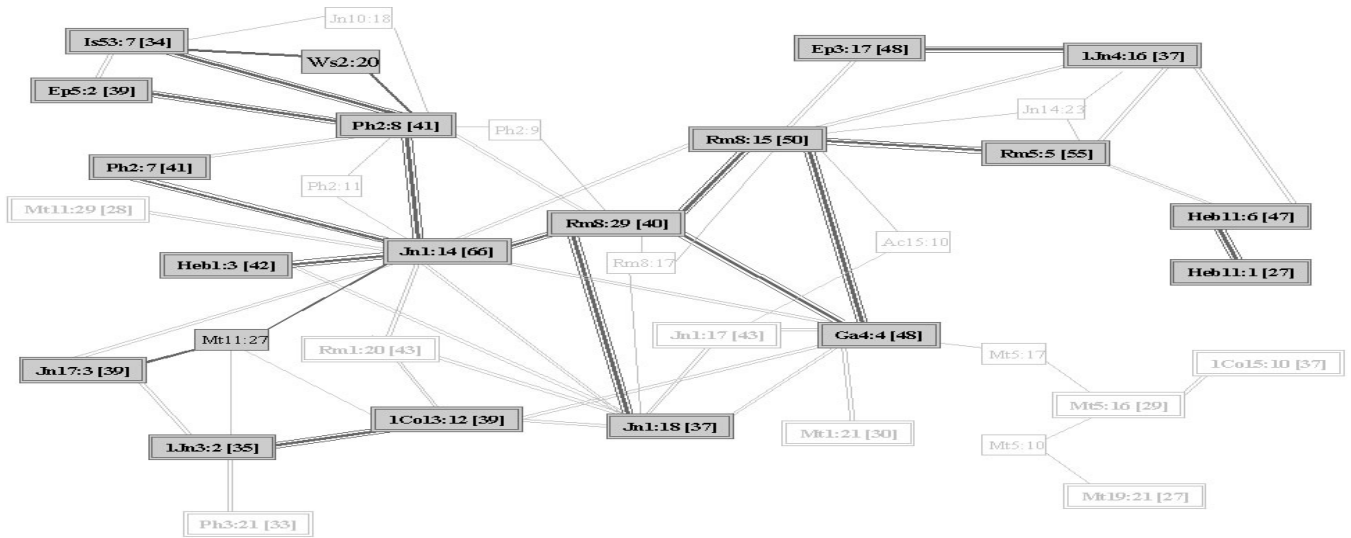 Jn10:18
Is53:7 [34]
Ws2:20
Ep3:17 [48]
1Jn4:16 [37]
Ep5:2 [39]
Jn14:23
Ph2:8 [41]
Ph2:9
Rm8:15 [50]
Rm5:5 [55]
Ph2:7 [41]
Ph2:11
Mt11:29 [28]
Rm8:29 [40]
Heb11:6 [47]
Jn1:14 [66]
Ac15:10
Heb1:3 [42]
Rm8:17
Heb11:1 [27]
Mt11:27
Rm1:20 [43]
Jn1:17 [43]
Ga4:4 [48]
Mt5:17
1Co15:10 [37]
Jn17:3 [39]
Mt5:16 [29]
1Co13:12 [39]
Jn1:18 [37]
Mt1:21 [30]
1Jn3:2 [35]
Mt5:10
Mt19:21 [27]
Ph3:21 [33]